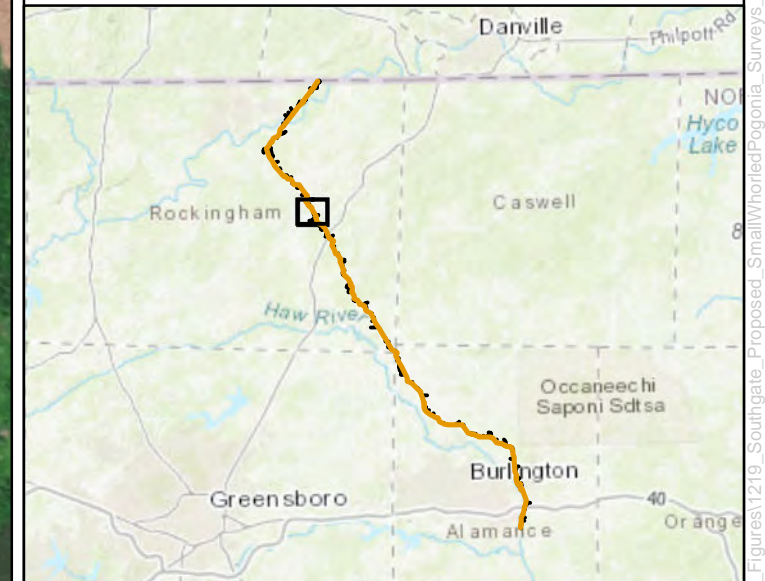 Danville
Philpott Rd
Hyco
Lake
Rockingham
Caswell
8
Haw River
Occaneechi
Saponi Sdtsa
Burlington
Greensboro
40
Alamance
Orange
Figures\1219_Southgate_Proposed_SmallWhorledPogonia_Surveys_